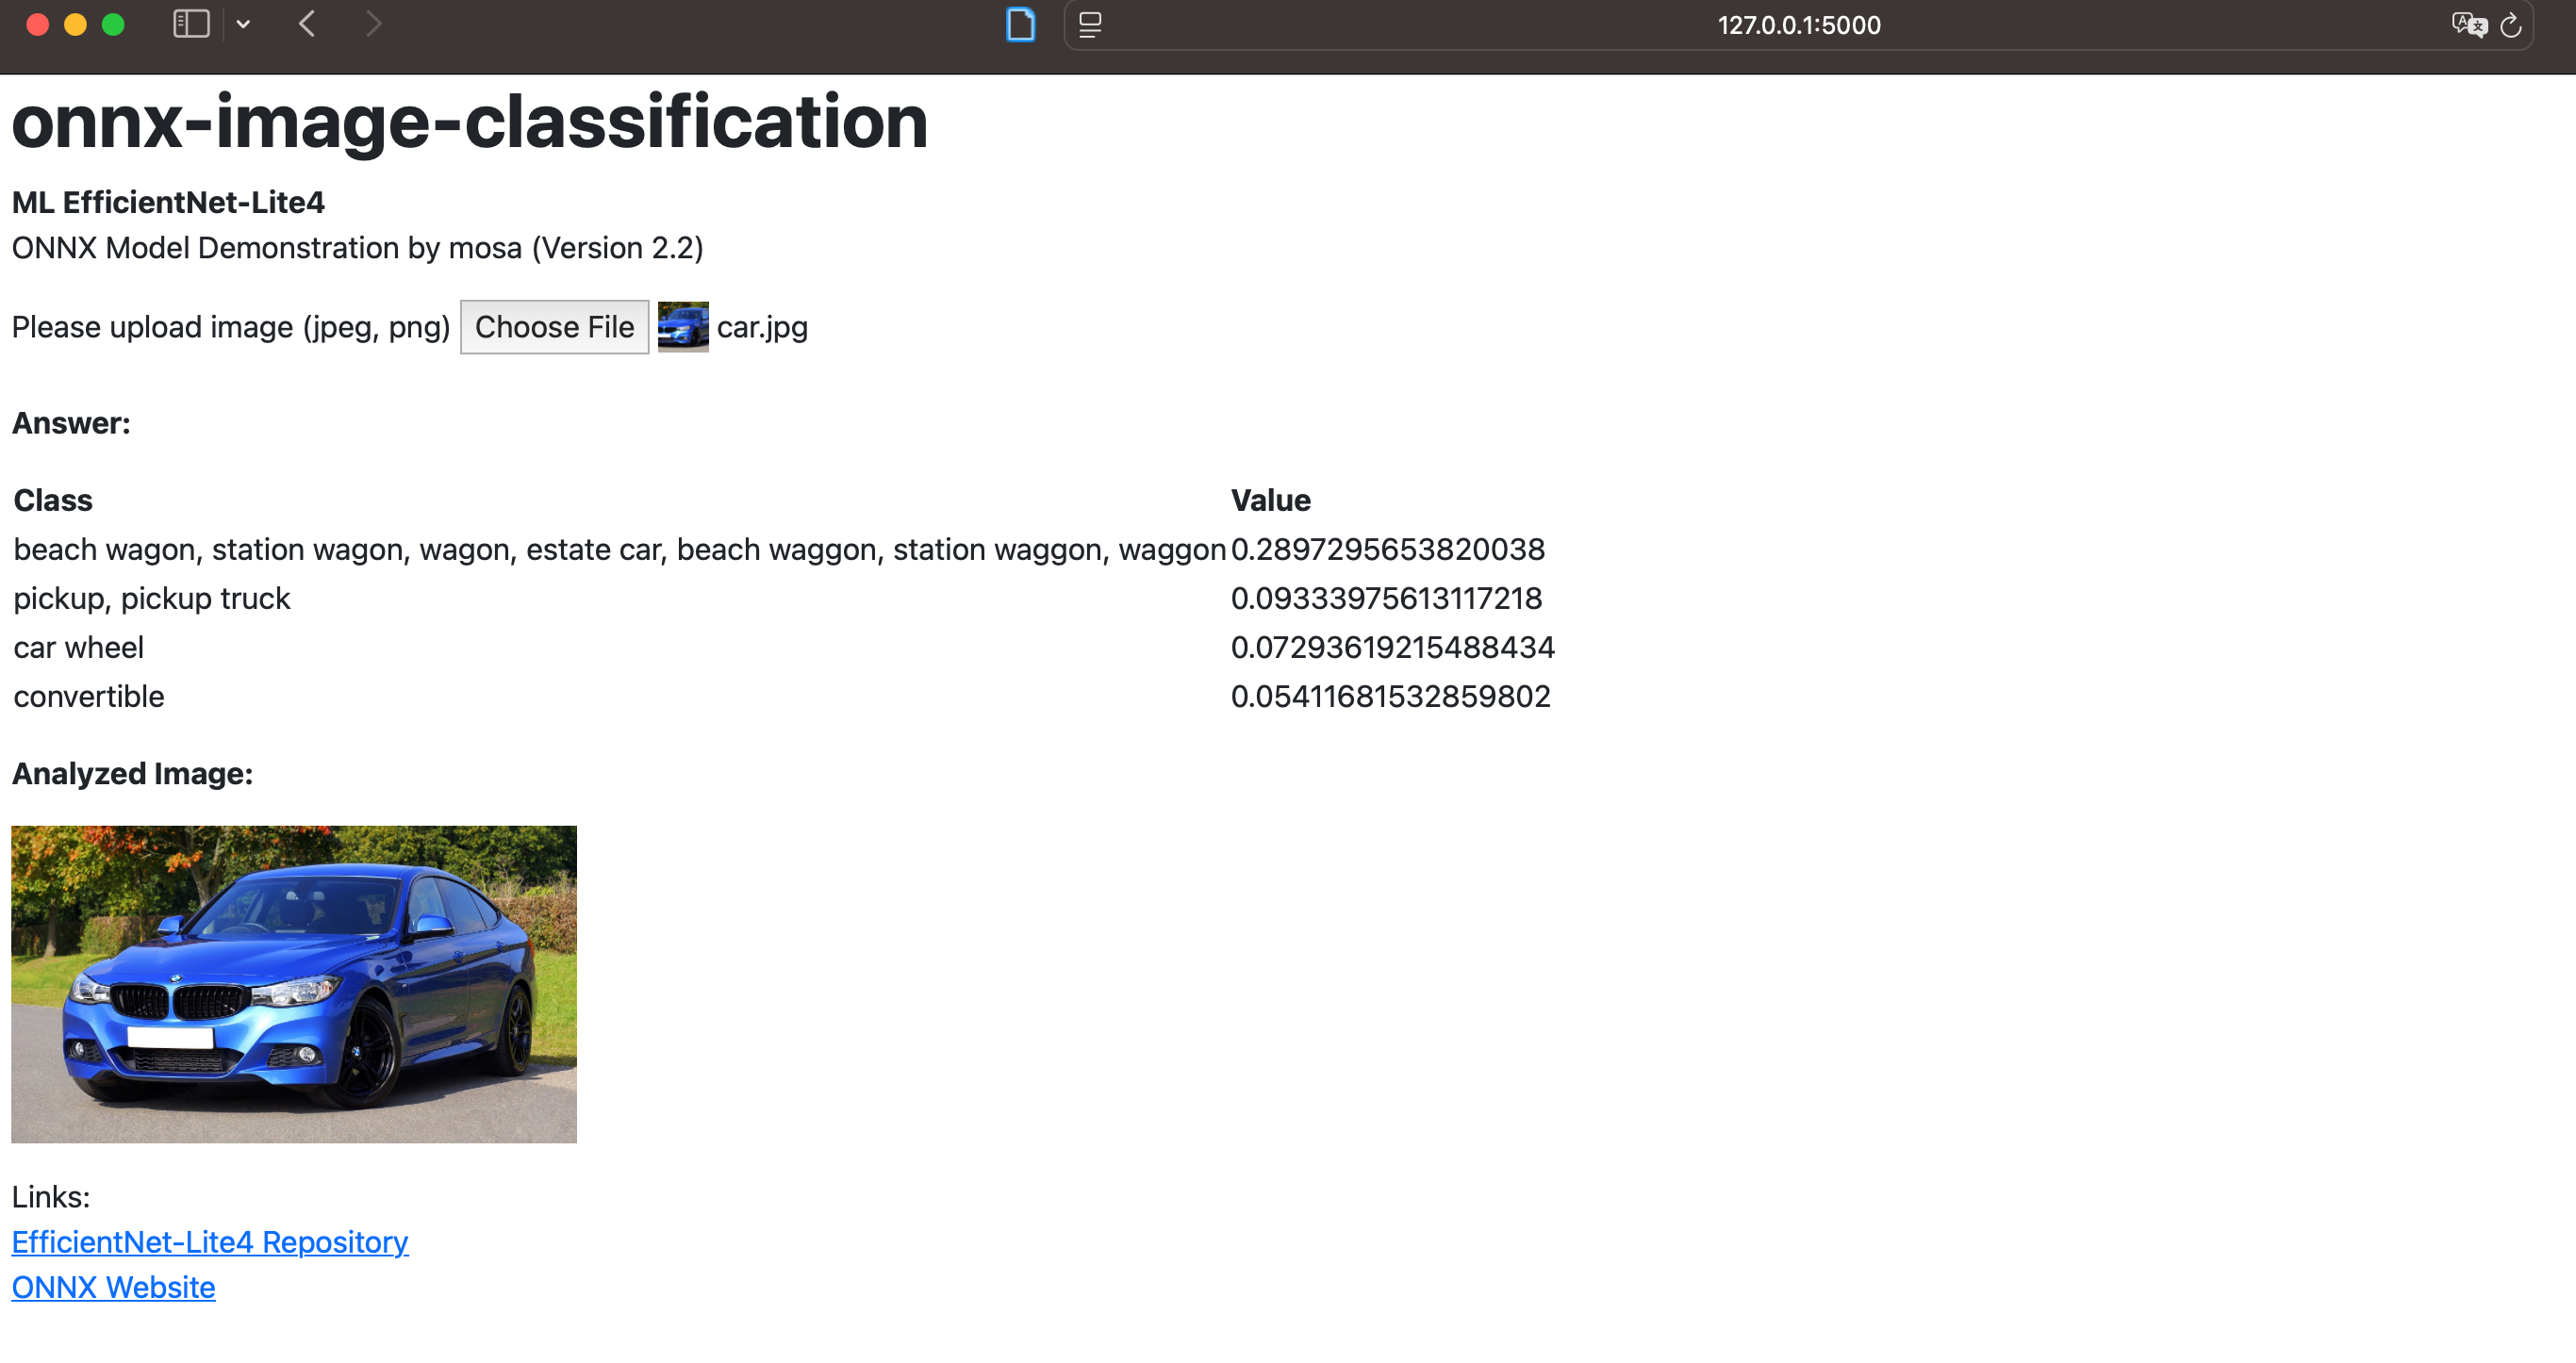 127.0.0.1:5000
onnx-image-classification
ML EfficientNet-Lite4
ONNX Model Demonstration by mosa (Version 2.2)
Please upload image (jpeg, png) Choose File car.jpg
Answer:
Class Value
beach wagon, station wagon, wagon, estate car, beach waggon, station waggon, waggon 0.2897295653820038
pickup, pickup truck 0.09333975613117218
car wheel 0.07293619215488434
convertible 0.05411681532859802
Analyzed Image:
Links:
EfficientNet-Lite4 Repository
ONNX Website